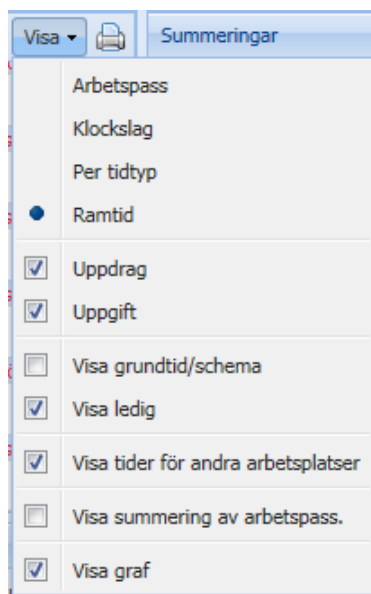 Visa
Summeringar
Arbetspass
Klockslag
Per tidtyp
Ramtid
Uppdrag
Uppgift
Visa grundtid/schema
Visa ledig
Visa tider för andra arbetsplatser
Visa summering av arbetspass.
Visa graf